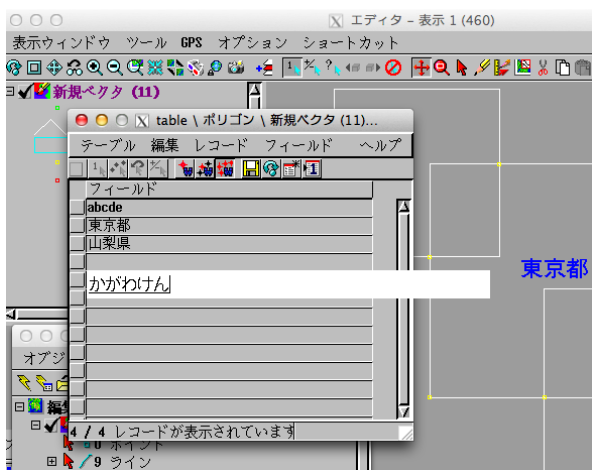 エディタ – 表示 1 (460)
表示ウィンドウ ツール GPS オプション ショートカット
新規ベクタ (11)
table \ ポリゴン \ 新規ベクタ (11)...
テーブル 編集 レコード フィールド ヘルプ
フィールド
abcde
東京都
山梨県
かがわけん
東京都
オブジ
編集
4 / 4 レコードが表示されています
0 ポイント
9 ライン